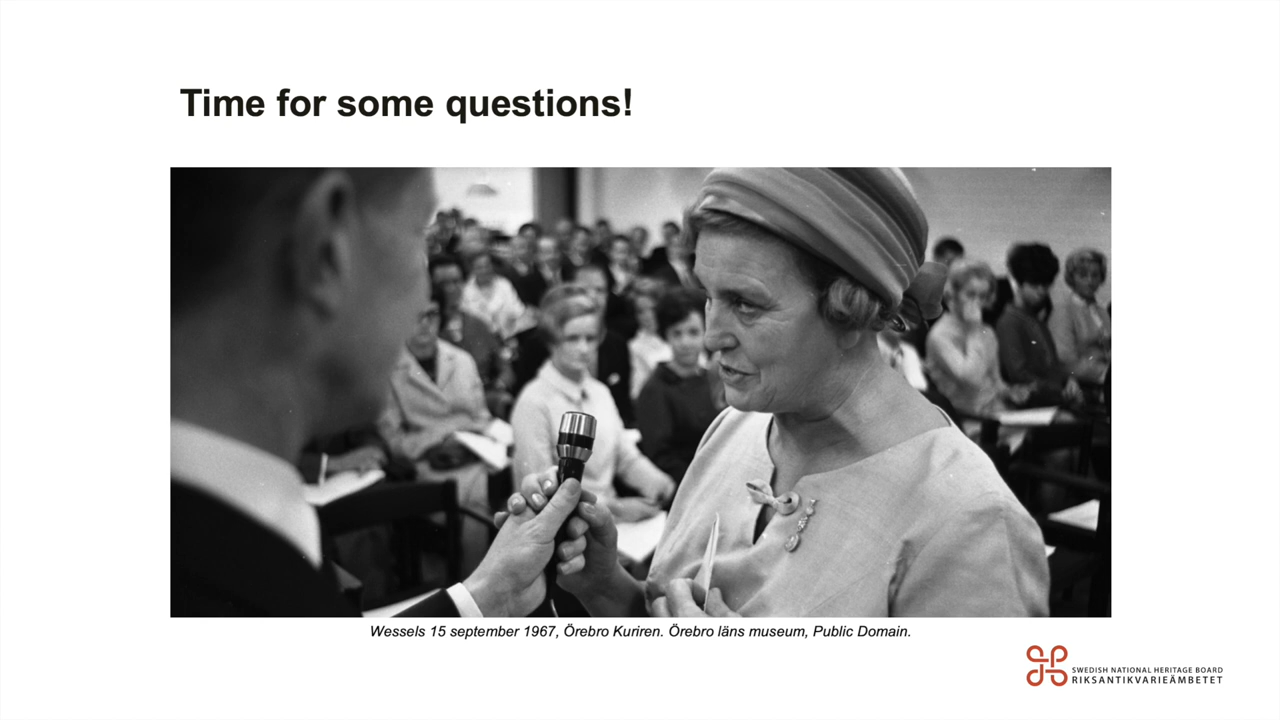 Time for some questions!
Wessels 15 september 1967, Örebro Kuriren. Örebro läns museum, Public Domain.
SWEDISH NATIONAL HERITAGE BOARD
RIKSANTIKVARIEÄMBETET